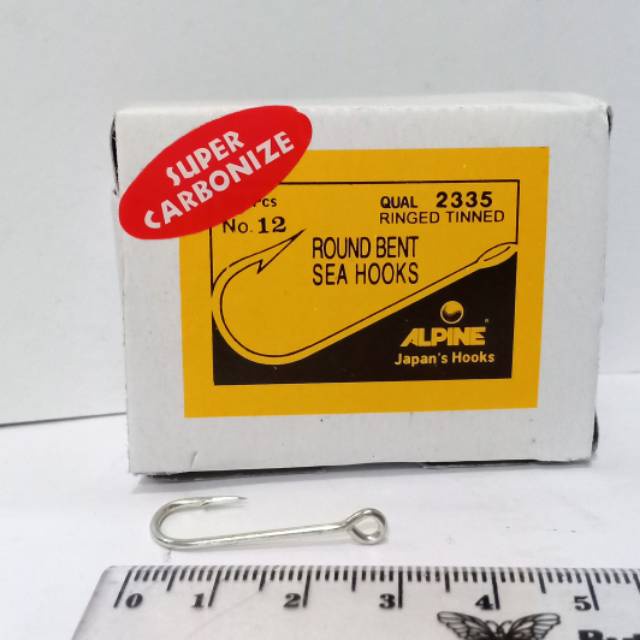 SUPER
CARBONIZE
Pcs
No. 12
QUAL 2335
RINGED TINNED
ROUND BENT
SEA HOOKS
ALPINE
Japan's Hooks
0 1 2 3 4 5